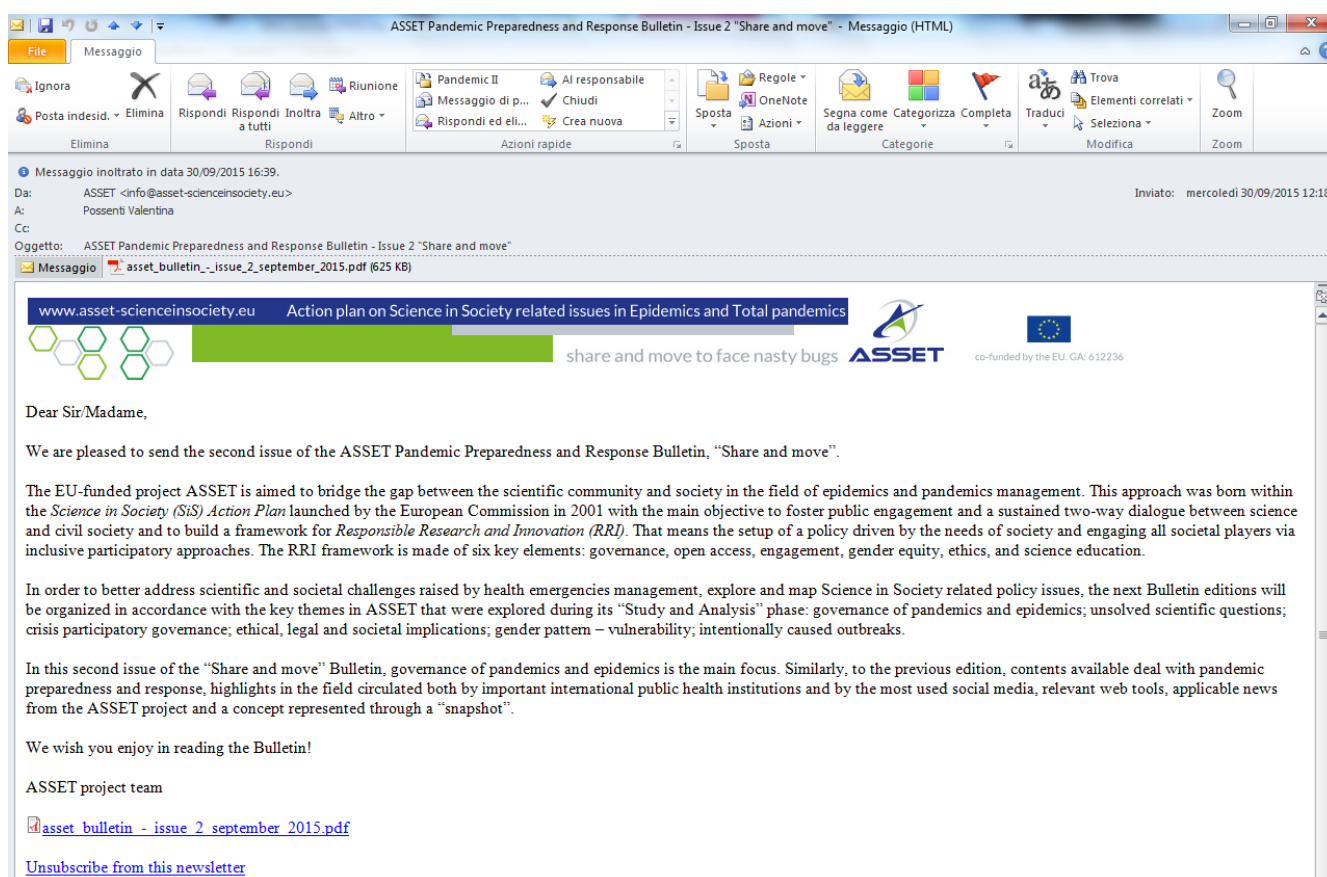 ASSET Pandemic Preparedness and Response Bulletin - Issue 2 "Share and move" - Messaggio (HTML)
File Messaggio
Ignora
Posta indesid.
Elimina
Rispondi
Rispondi a tutti
Inoltra
Riunione
Altro
Pandemic II
Messaggio di p...
Rispondi ed eli...
Al responsabile
Chiudi
Crea nuova
Sposta
Regole
OneNote
Azioni
Segna come da leggere
Categorizza
Completa
Traduci
Trova
Elementi correlati
Seleziona
Zoom
Elimina Rispondi Azioni rapide Sposta Categorie Modifica Zoom
Messaggio inoltrato in data 30/09/2015 16:39.
Da: ASSET <info@asset-scienceinsociety.eu> Inviato: mercoledì 30/09/2015 12:18
A: Possenti Valentina
Cc:
Oggetto: ASSET Pandemic Preparedness and Response Bulletin - Issue 2 "Share and move"
Messaggio asset_bulletin_-_issue_2_september_2015.pdf (625 KB)
www.asset-scienceinsociety.eu Action plan on Science in Society related issues in Epidemics and Total pandemics
share and move to face nasty bugs ASSET co-funded by the EU. GA: 612236
Dear Sir/Madame,
We are pleased to send the second issue of the ASSET Pandemic Preparedness and Response Bulletin, “Share and move”.
The EU-funded project ASSET is aimed to bridge the gap between the scientific community and society in the field of epidemics and pandemics management. This approach was born within
the Science in Society (SiS) Action Plan launched by the European Commission in 2001 with the main objective to foster public engagement and a sustained two-way dialogue between science
and civil society and to build a framework for Responsible Research and Innovation (RRI). That means the setup of a policy driven by the needs of society and engaging all societal players via
inclusive participatory approaches. The RRI framework is made of six key elements: governance, open access, engagement, gender equity, ethics, and science education.
In order to better address scientific and societal challenges raised by health emergencies management, explore and map Science in Society related policy issues, the next Bulletin editions will
be organized in accordance with the key themes in ASSET that were explored during its “Study and Analysis” phase: governance of pandemics and epidemics; unsolved scientific questions;
crisis participatory governance; ethical, legal and societal implications; gender pattern – vulnerability; intentionally caused outbreaks.
In this second issue of the “Share and move” Bulletin, governance of pandemics and epidemics is the main focus. Similarly, to the previous edition, contents available deal with pandemic
preparedness and response, highlights in the field circulated both by important international public health institutions and by the most used social media, relevant web tools, applicable news
from the ASSET project and a concept represented through a “snapshot”.
We wish you enjoy in reading the Bulletin!
ASSET project team
asset_bulletin_-_issue_2_september_2015.pdf
Unsubscribe from this newsletter